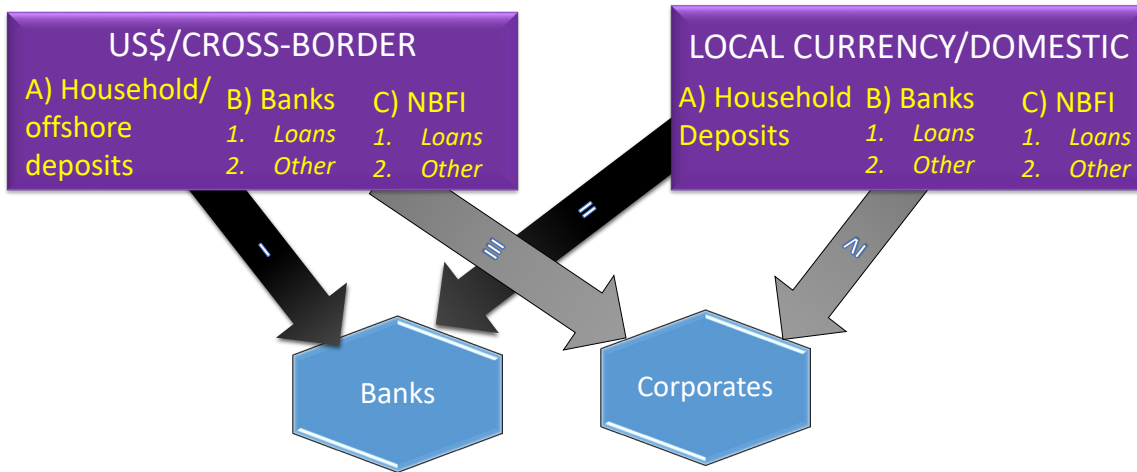 US$/CROSS-BORDER
A) Household/
offshore
deposits
B) Banks
1. Loans
2. Other
C) NBFI
1. Loans
2. Other
LOCAL CURRENCY/DOMESTIC
A) Household
Deposits
B) Banks
1. Loans
2. Other
C) NBFI
1. Loans
2. Other
I
III
II
IV
Banks
Corporates